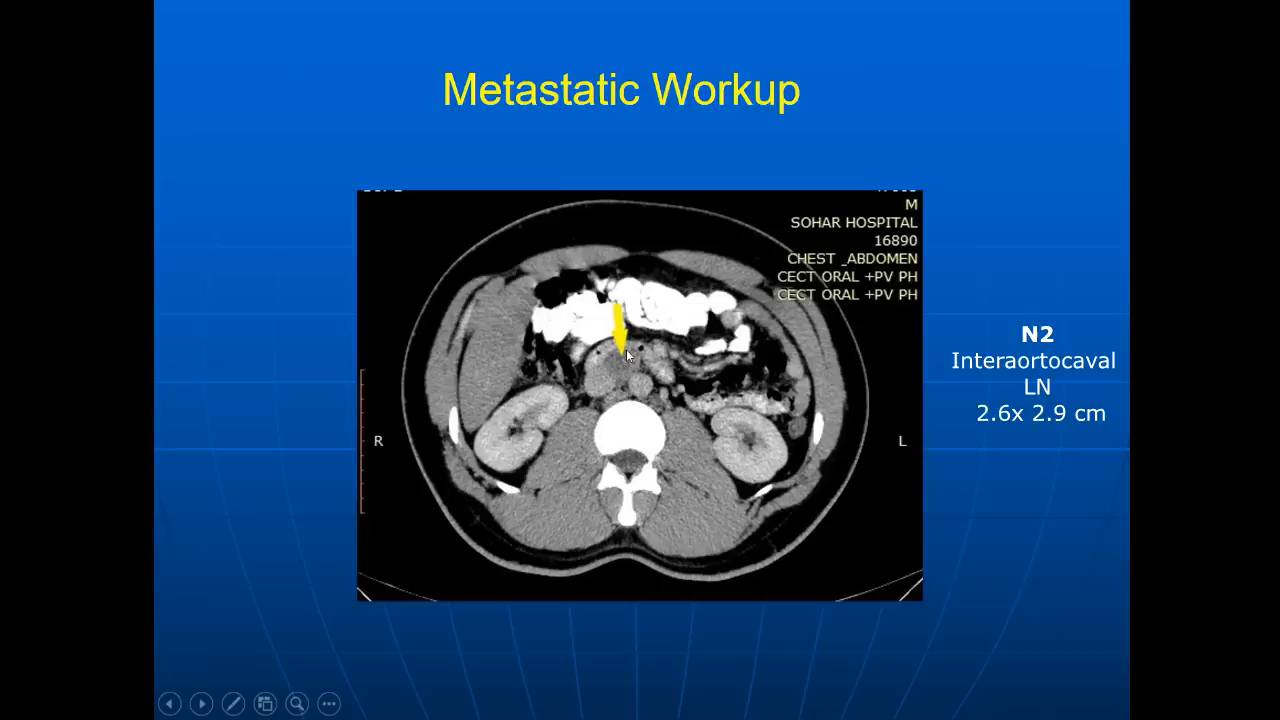 Metastatic Workup
M
SOHAR HOSPITAL
16890
CHEST _ABDOMEN
CECT ORAL +PV PH
CECT ORAL +PV PH
N2
Interaortocaval
LN
2.6x 2.9 cm
R
L